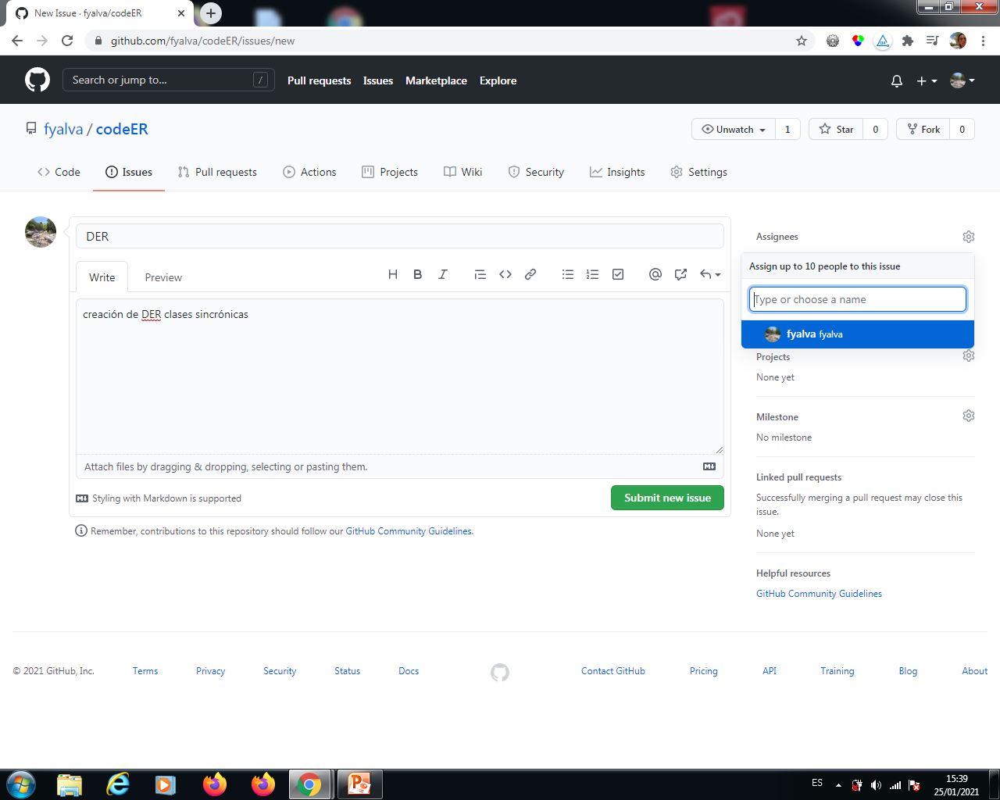 New Issue · fyalva/codeER
github.com/fyalva/codeER/issues/new
Search or jump to... /
Pull requests Issues Marketplace Explore
fyalva / codeER
Unwatch 1 Star 0 Fork 0
Code Issues Pull requests Actions Projects Wiki Security Insights Settings
DER
Write Preview
creación de DER clases sincrónicas
Attach files by dragging & dropping, selecting or pasting them.
Styling with Markdown is supported
Submit new issue
Remember, contributions to this repository should follow our GitHub Community Guidelines.
Assignees
Assign up to 10 people to this issue
Type or choose a name
fyalva fyalva
Projects
None yet
Milestone
No milestone
Linked pull requests
Successfully merging a pull request may close this
issue.
None yet
Helpful resources
GitHub Community Guidelines
© 2021 GitHub, Inc. Terms Privacy Security Status Docs Contact GitHub Pricing API Training Blog About
ES
15:39
25/01/2021